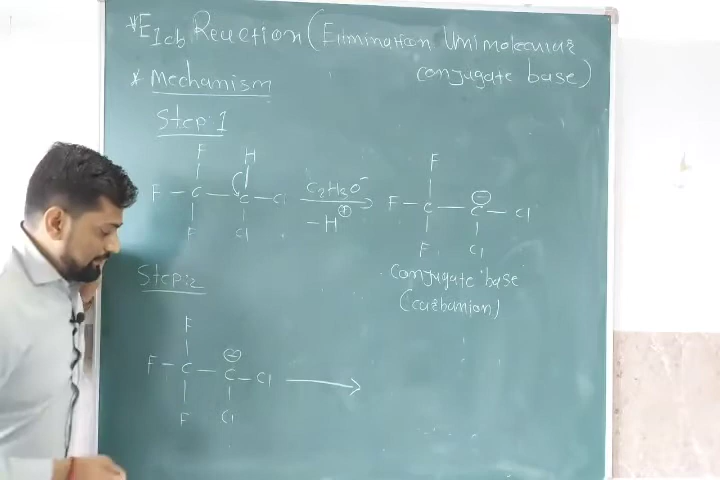 *E1cb Reaction (Elimination Unimolecular
conjugate base)
* Mechanism
Step:1
F H F
F - C - C - Cl C2H5O⁻ F - C - C⊖ - Cl
-H⊕
F Cl F Cl
Conjugate base
(carbanion)
Step:2
F
F - C - C⊖ - Cl
F Cl